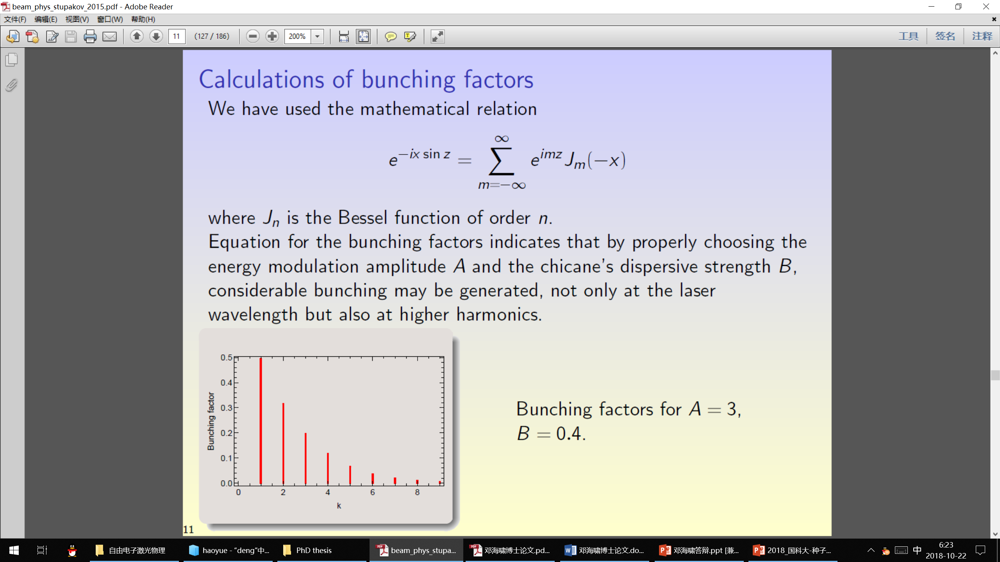 beam_phys_stupakov_2015.pdf - Adobe Reader
文件(F) 编辑(E) 视图(V) 窗口(W) 帮助(H)
11 (127 / 186) 200% 工具 签名 注释
Calculations of bunching factors
We have used the mathematical relation
e^{-ix sin z} = ∑_{m=-∞}^{∞} e^{imz} J_m(-x)
where J_n is the Bessel function of order n.
Equation for the bunching factors indicates that by properly choosing the
energy modulation amplitude A and the chicane's dispersive strength B,
considerable bunching may be generated, not only at the laser
wavelength but also at higher harmonics.
0.5
0.4
0.3
0.2
0.1
0.0
Bunching factor
0 2 4 6 8
k
Bunching factors for A = 3,
B = 0.4.
11
自由电子激光物理
haoyue - “deng”中...
PhD thesis
beam_phys_stupa...
邓海啸博士论文.pd...
邓海啸博士论文.do...
邓海啸答辩.ppt [兼...
2018_国科大-种子...
中
6:23
2018-10-22